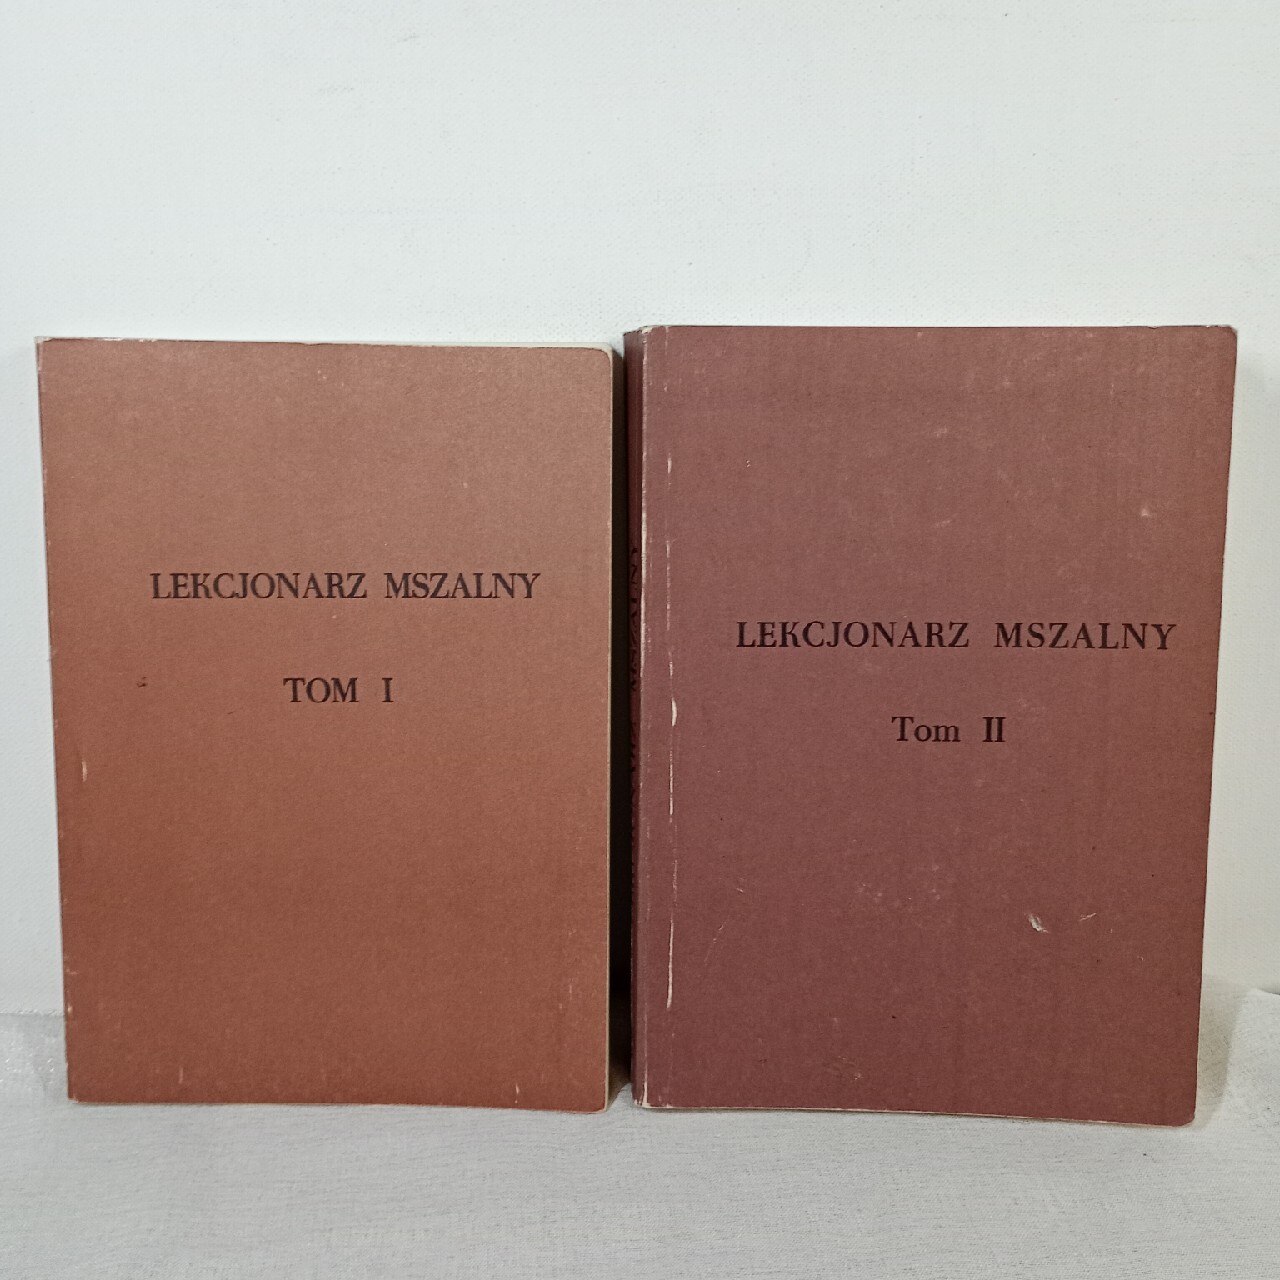 LEKCJONARZ MSZALNY
TOM I
LEKCJONARZ MSZALNY
Tom II